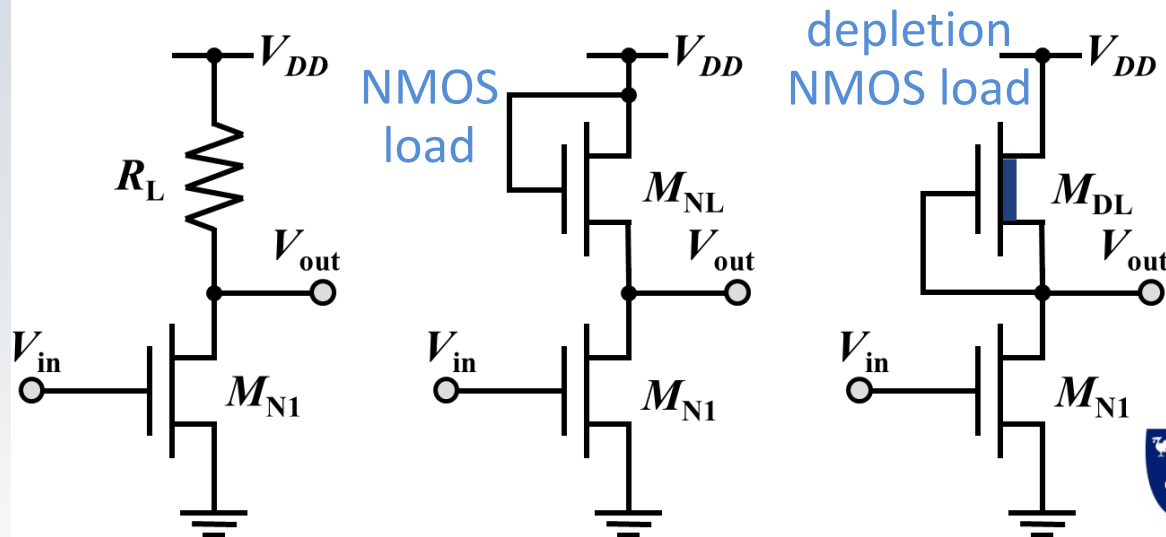 V_DD
R_L
V_out
V_in
M_N1
NMOS
load
V_DD
M_NL
V_out
V_in
M_N1
depletion
NMOS load
V_DD
M_DL
V_out
V_in
M_N1